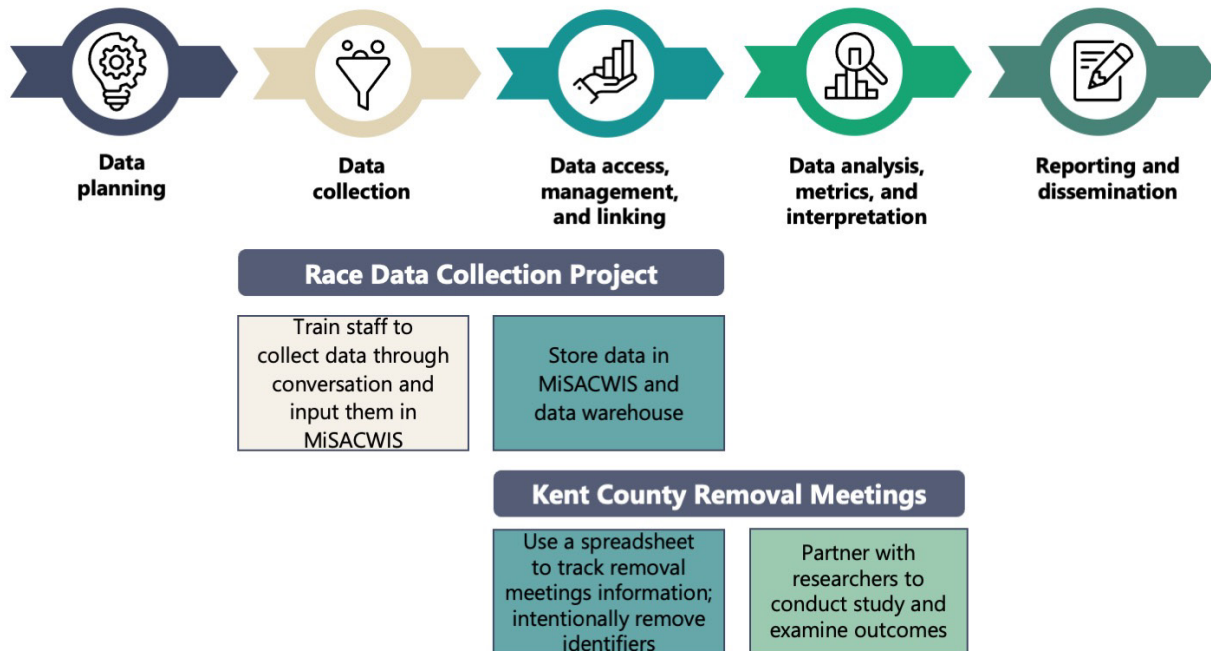 Data
planning
Data
collection
Data access,
management,
and linking
Data analysis,
metrics, and
interpretation
Reporting and
dissemination
Race Data Collection Project
Train staff to
collect data through
conversation and
input them in
MiSACWIS
Store data in
MiSACWIS and
data warehouse
Kent County Removal Meetings
Use a spreadsheet
to track removal
meetings information;
intentionally remove
identifiers
Partner with
researchers to
conduct study and
examine outcomes